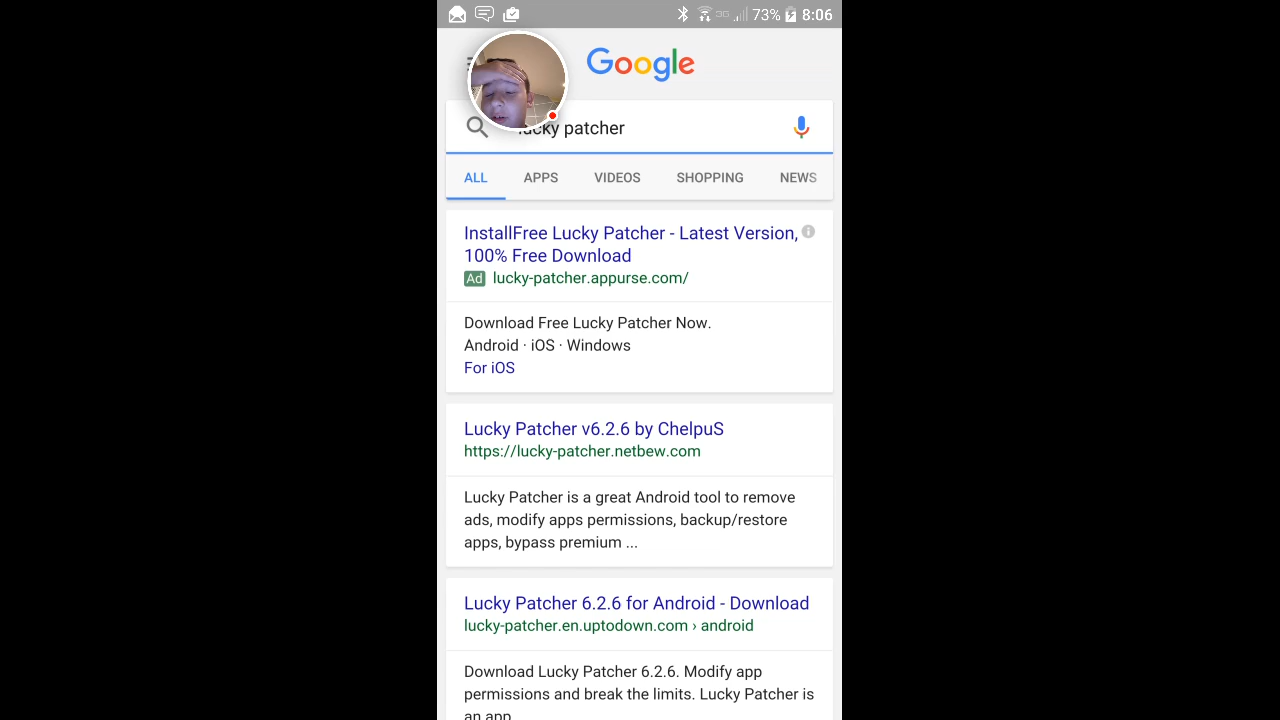 3G 73% 8:06
Google
lucky patcher
ALL APPS VIDEOS SHOPPING NEWS
InstallFree Lucky Patcher - Latest Version,
100% Free Download
Ad lucky-patcher.appurse.com/
Download Free Lucky Patcher Now.
Android · iOS · Windows
For iOS
Lucky Patcher v6.2.6 by ChelpuS
https://lucky-patcher.netbew.com
Lucky Patcher is a great Android tool to remove
ads, modify apps permissions, backup/restore
apps, bypass premium ...
Lucky Patcher 6.2.6 for Android - Download
lucky-patcher.en.uptodown.com › android
Download Lucky Patcher 6.2.6. Modify app
permissions and break the limits. Lucky Patcher is
an app